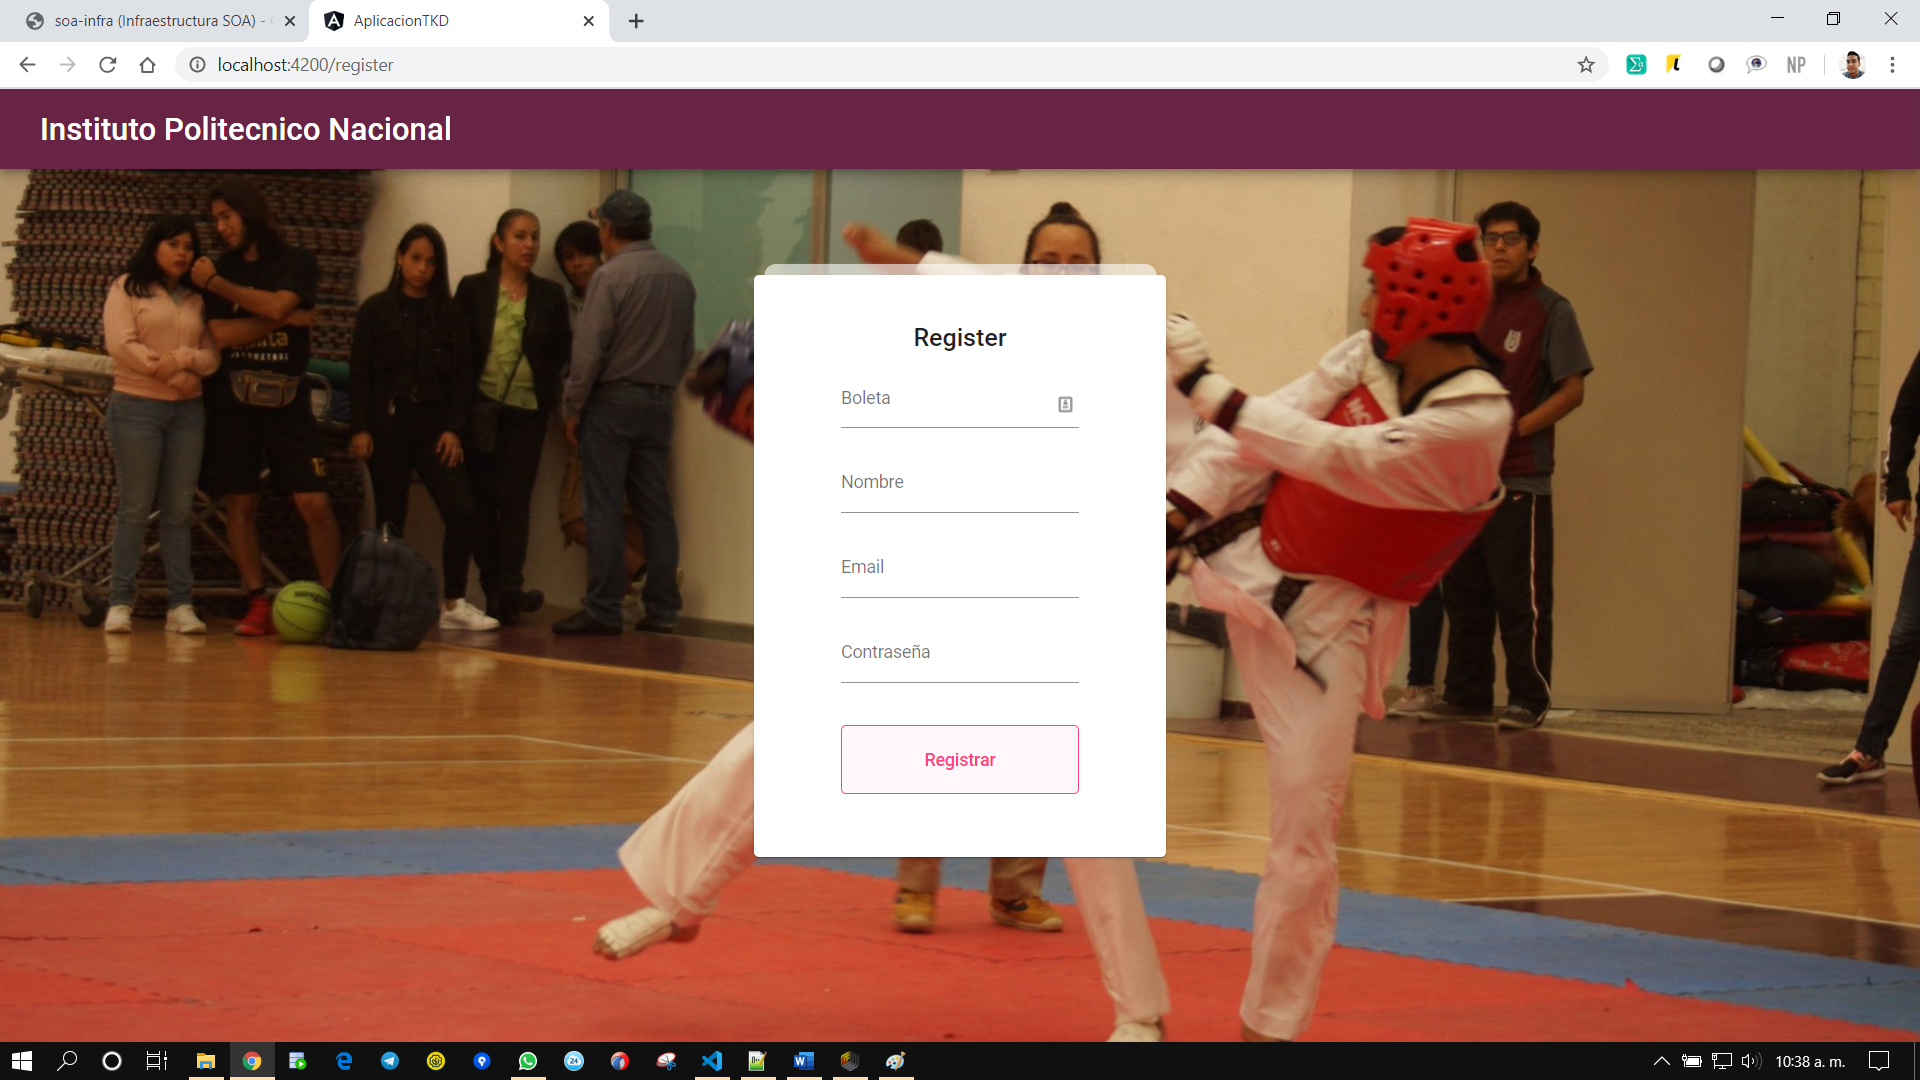 soa-infra (Infraestructura SOA) -
AplicacionTKD
localhost:4200/register
NP
Instituto Politecnico Nacional
Register
Boleta
Nombre
Email
Contraseña
Registrar
24
10:38 a. m.